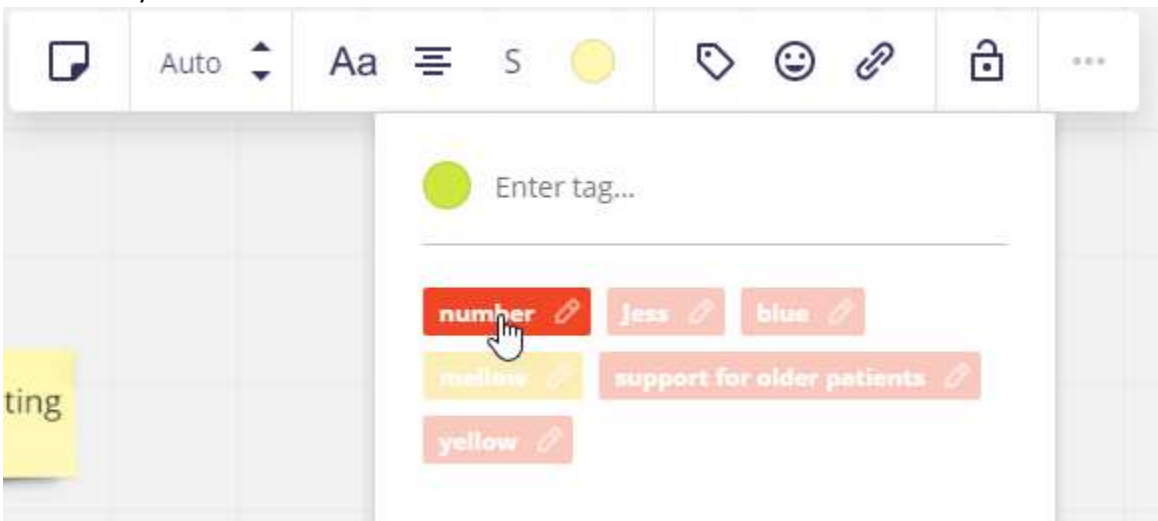 Auto Aa S
Enter tag...
number Jess blue
mellow support for older patients
ting
yellow